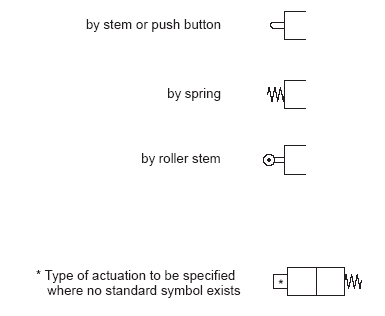 by stem or push button
by spring
by roller stem
* Type of actuation to be specified
where no standard symbol exists
*